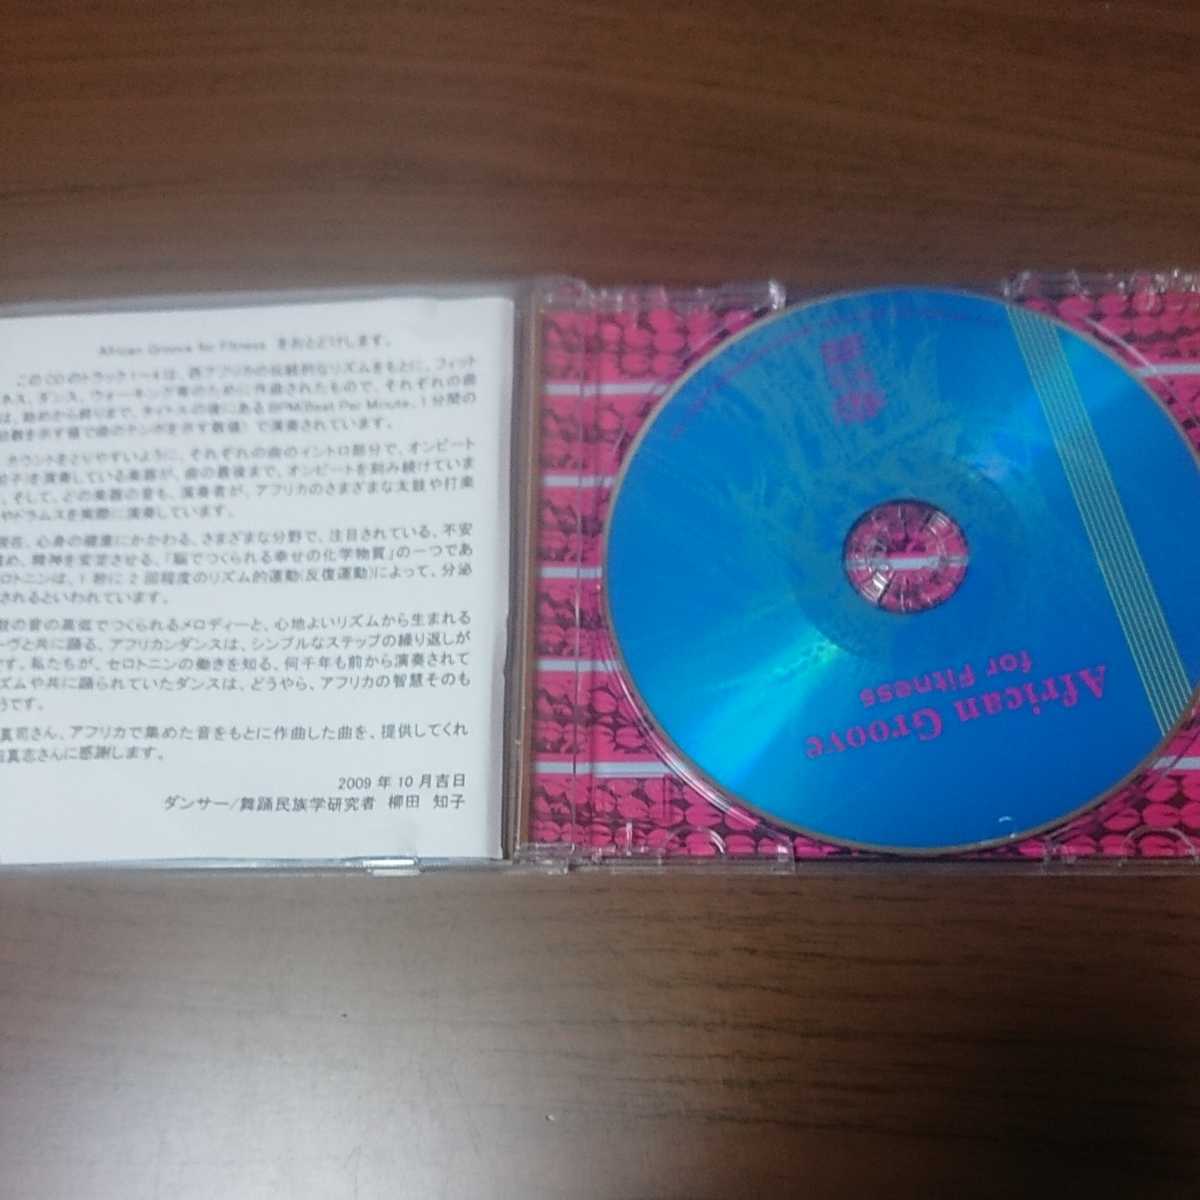 African Groove for Fitness をおとどけします。
このCDのトラック1～4は、西アフリカの伝統的なリズムをもとに、フィット
ネス、ダンス、ウォーキング等のために作曲されたもので、それぞれの曲
は、始めから終りまで、タイトルの後にあるBPM(Beat Per Minute、1分間の
拍数を示す値で曲のテンポを示す数値）で演奏されています。
カウントをとりやすいように、それぞれの曲のイントロ部分で、オンビート
拍子を演奏している楽器が、曲の最後まで、オンビートを刻み続けていま
。そして、どの楽器の音も、演奏者が、アフリカのさまざまな太鼓や打楽
やドラムスを実際に演奏しています。
現在、心身の健康にかかわる、さまざまな分野で、注目されている、不安
め、精神を安定させる、「脳でつくられる幸せの化学物質」の一つであ
ロトニンは、1秒に2回程度のリズム的運動(反復運動)によって、分泌
されるといわれています。
鼓の音の高低でつくられるメロディーと、心地よいリズムから生まれる
ーヴと共に踊る、アフリカンダンスは、シンプルなステップの繰り返しが
です。私たちが、セロトニンの働きを知る、何千年も前から演奏されて
ズムや共に踊られていたダンスは、どうやら、アフリカの智慧そのも
うです。
真司さん、アフリカで集めた音をもとに作曲した曲を、提供してくれ
真志さんに感謝します。
2009年10月吉日
ダンサー/舞踊民族学研究者 柳田 知子
African Groove
for Fitness